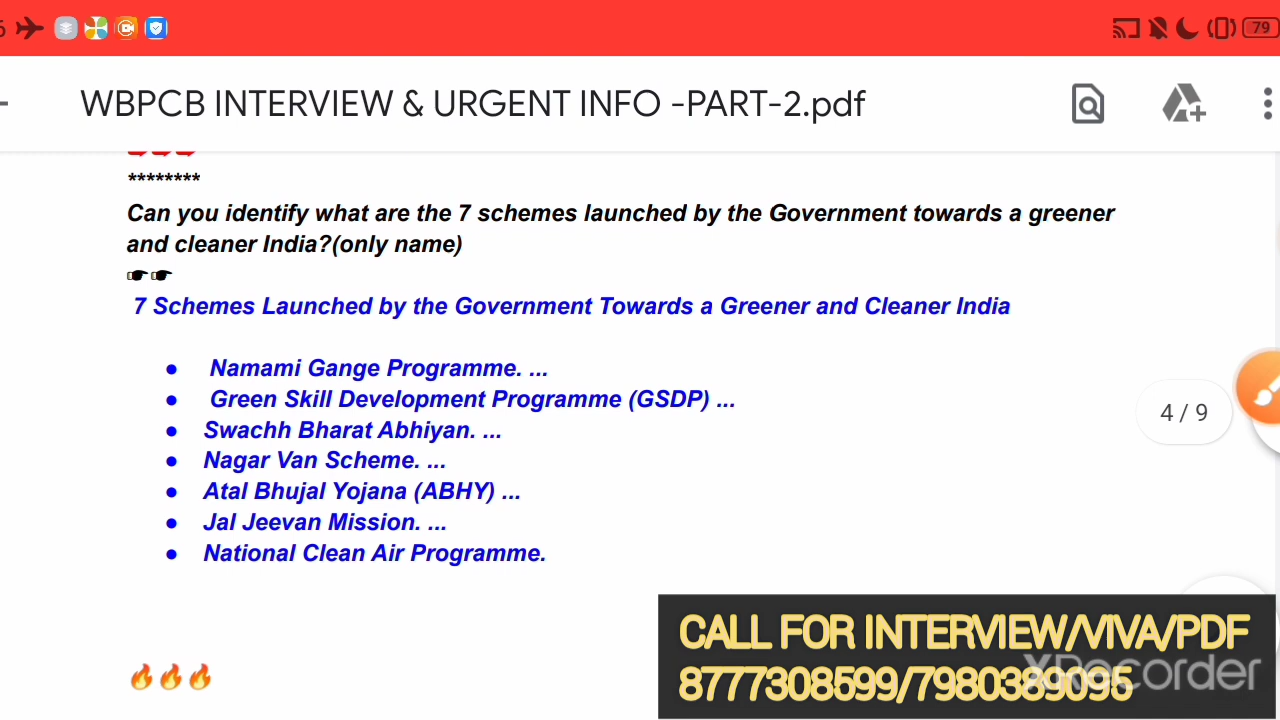 6
79
WBPCB INTERVIEW & URGENT INFO -PART-2.pdf
********
Can you identify what are the 7 schemes launched by the Government towards a greener
and cleaner India?(only name)
7 Schemes Launched by the Government Towards a Greener and Cleaner India
● Namami Gange Programme. ...
● Green Skill Development Programme (GSDP) ...
● Swachh Bharat Abhiyan. ...
● Nagar Van Scheme. ...
● Atal Bhujal Yojana (ABHY) ...
● Jal Jeevan Mission. ...
● National Clean Air Programme.
4 / 9
CALL FOR INTERVIEW/VIVA/PDF
8777308599/7980389095
XRecorder